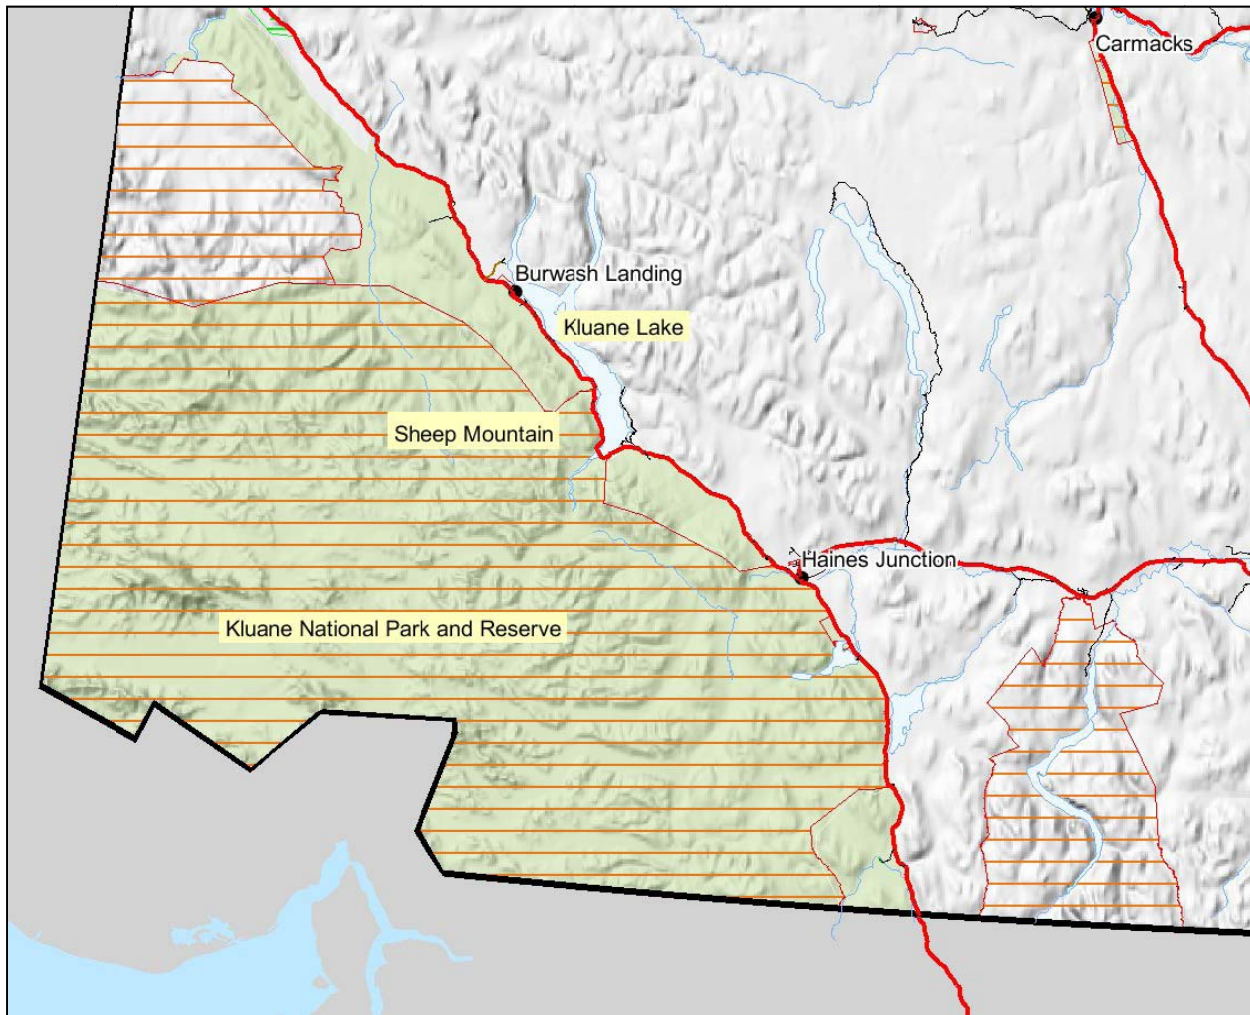 Carmacks
Burwash Landing
Kluane Lake
Sheep Mountain
Haines Junction
Kluane National Park and Reserve